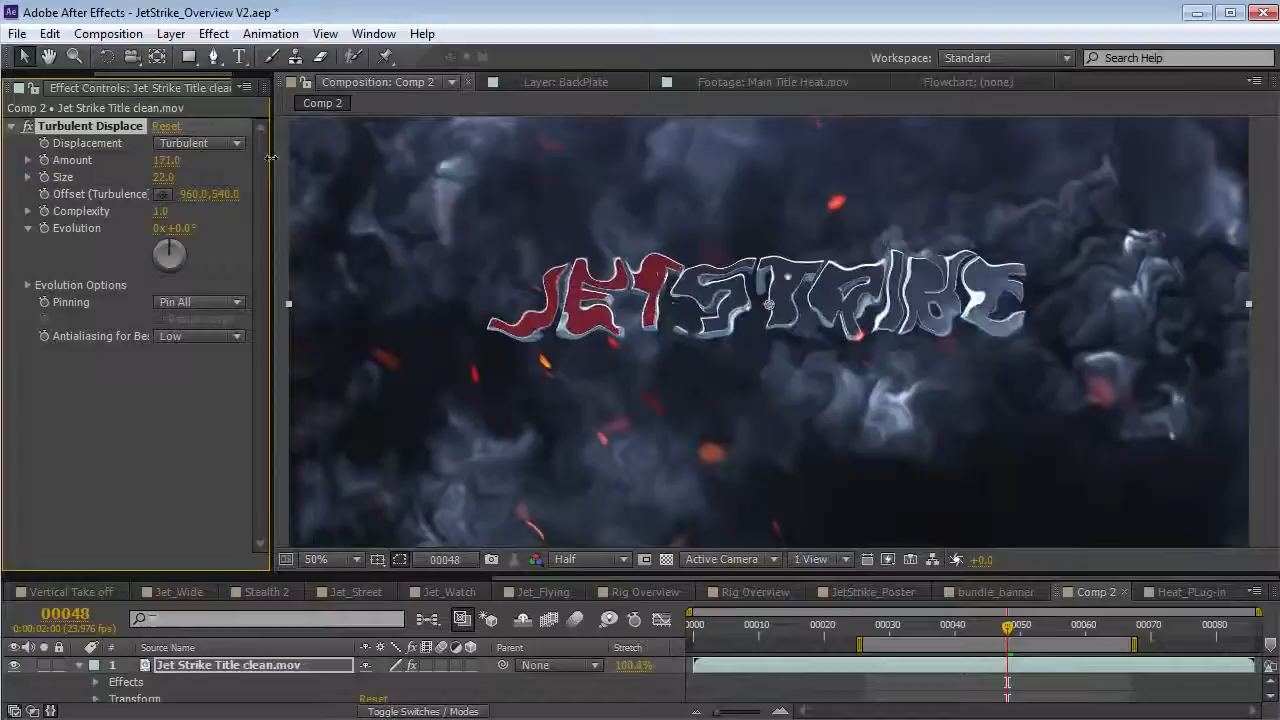 Adobe After Effects - JetStrike_Overview V2.aep *
File Edit Composition Layer Effect Animation View Window Help
Workspace: Standard Search Help
Effect Controls: Jet Strike Title clea
Composition: Comp 2 Layer: BackPlate Footage: Main Title Heat.mov Flowchart: (none)
Comp 2 • Jet Strike Title clean.mov
Comp 2
fx Turbulent Displace Reset
Displacement Turbulent
Amount 171.0
Size 22.0
Offset (Turbulence) 960.0,540.0
Complexity 1.0
Evolution 0x+0.0°
Evolution Options
Pinning Pin All
Antialiasing for Be Low
JETSTRIKE
50% 00048 Half Active Camera 1 View +0.0
Vertical Take off Jet_Wide Stealth 2 Jet_Street Jet_Watch Jet_Flying Rig Overview Rig Overview JetStrike_Poster bundle_banner Comp 2 Heat_PLug-in
00048
0:00:02:00 (23.976 fps)
0000 00010 00020 00030 00040 00050 00060 00070 00080
# Source Name Parent Stretch
1 Jet Strike Title clean.mov None 100.0%
Effects
Transform Reset
Toggle Switches / Modes